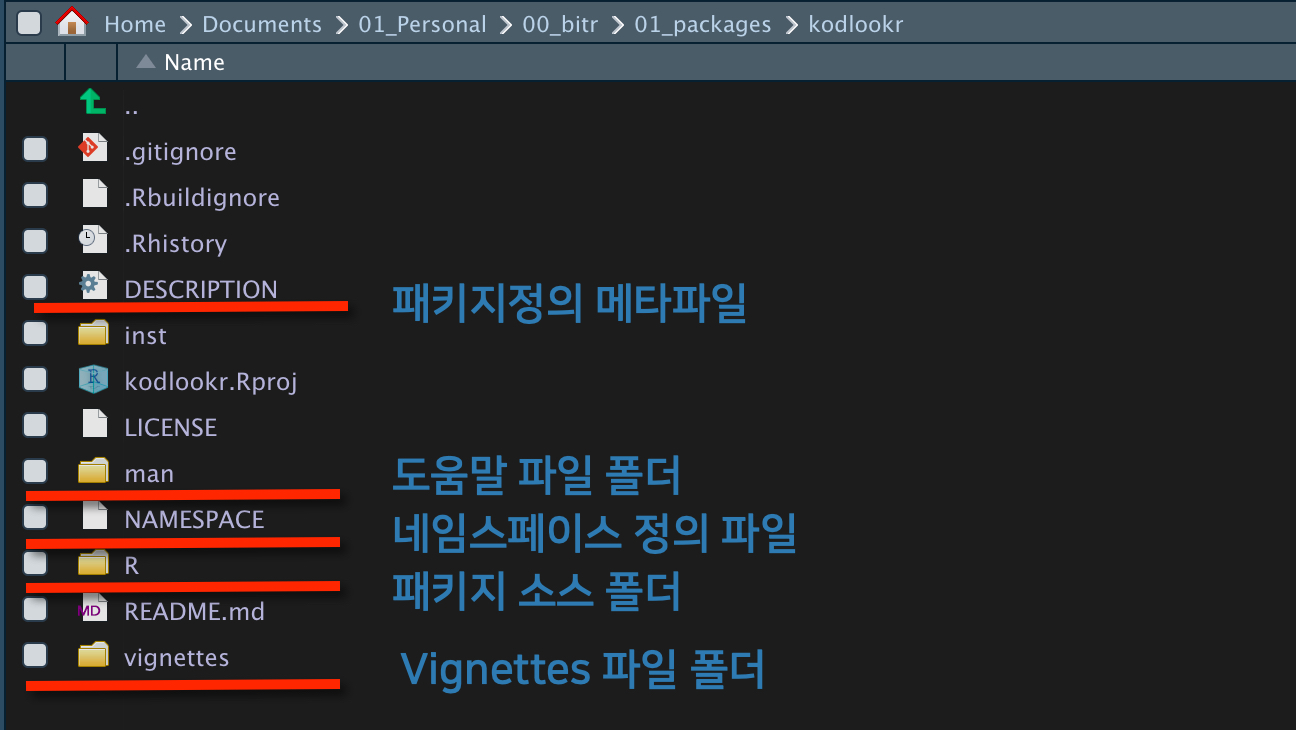 Home Documents 01_Personal 00_bitr 01_packages kodlookr
Name
..
.gitignore
.Rbuildignore
.Rhistory
DESCRIPTION 패키지정의 메타파일
inst
kodlookr.Rproj
LICENSE
man 도움말 파일 폴더
NAMESPACE 네임스페이스 정의 파일
R 패키지 소스 폴더
MD README.md
vignettes Vignettes 파일 폴더